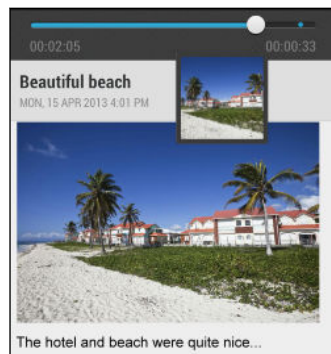 00:02:05 00:00:33
Beautiful beach
MON, 15 APR 2013 4:01 PM
The hotel and beach were quite nice...